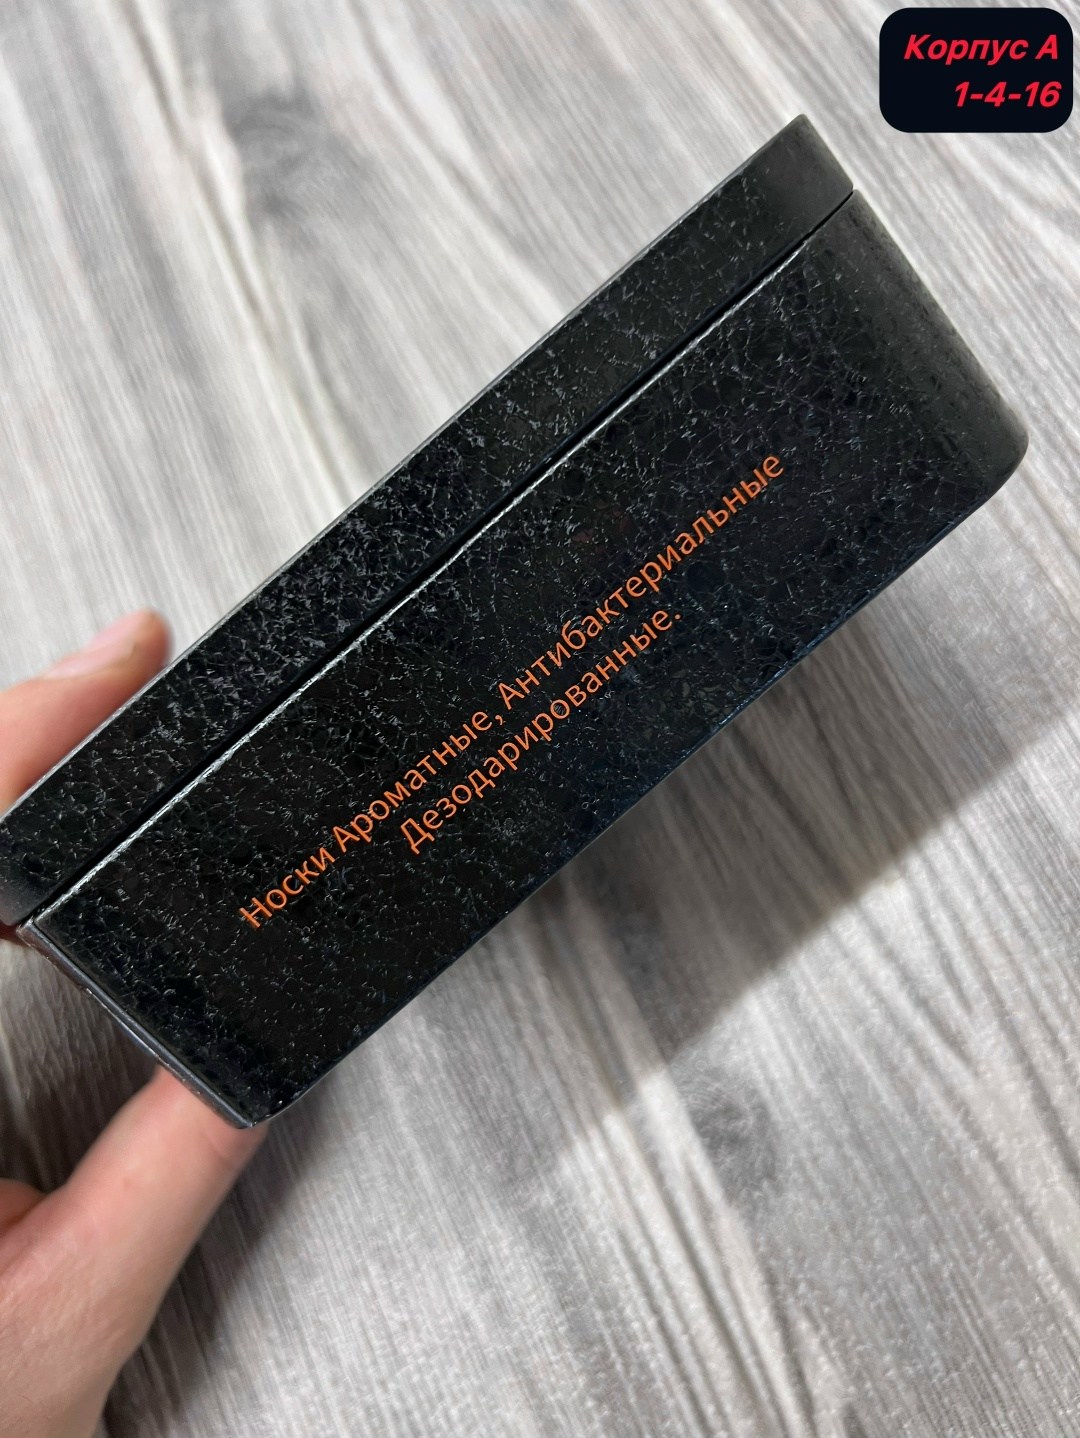 Корпус А
1-4-16
Носки Ароматные, Антибактериальные
Дезодарированные.